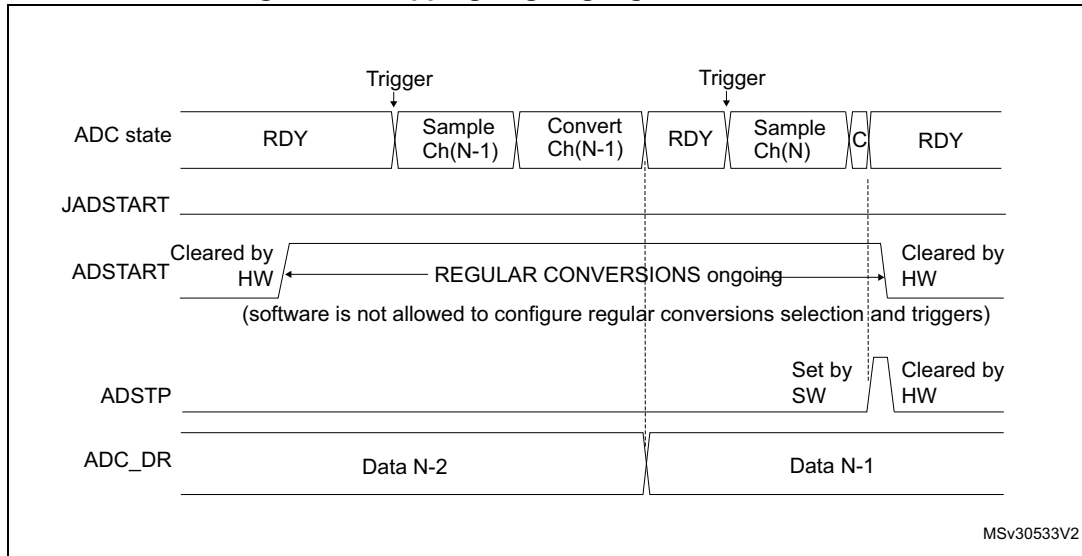 Trigger Trigger
ADC state RDY Sample Ch(N-1) Convert Ch(N-1) RDY Sample Ch(N) C RDY
JADSTART
ADSTART Cleared by HW REGULAR CONVERSIONS ongoing Cleared by HW
(software is not allowed to configure regular conversions selection and triggers)
ADSTP Set by SW Cleared by HW
ADC_DR Data N-2 Data N-1
MSv30533V2